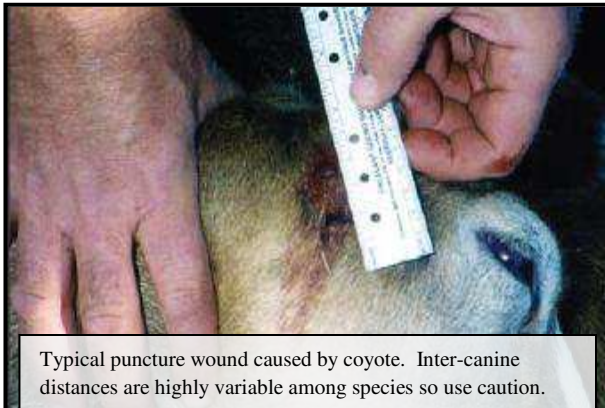 Typical puncture wound caused by coyote.  Inter-canine
distances are highly variable among species so use caution.